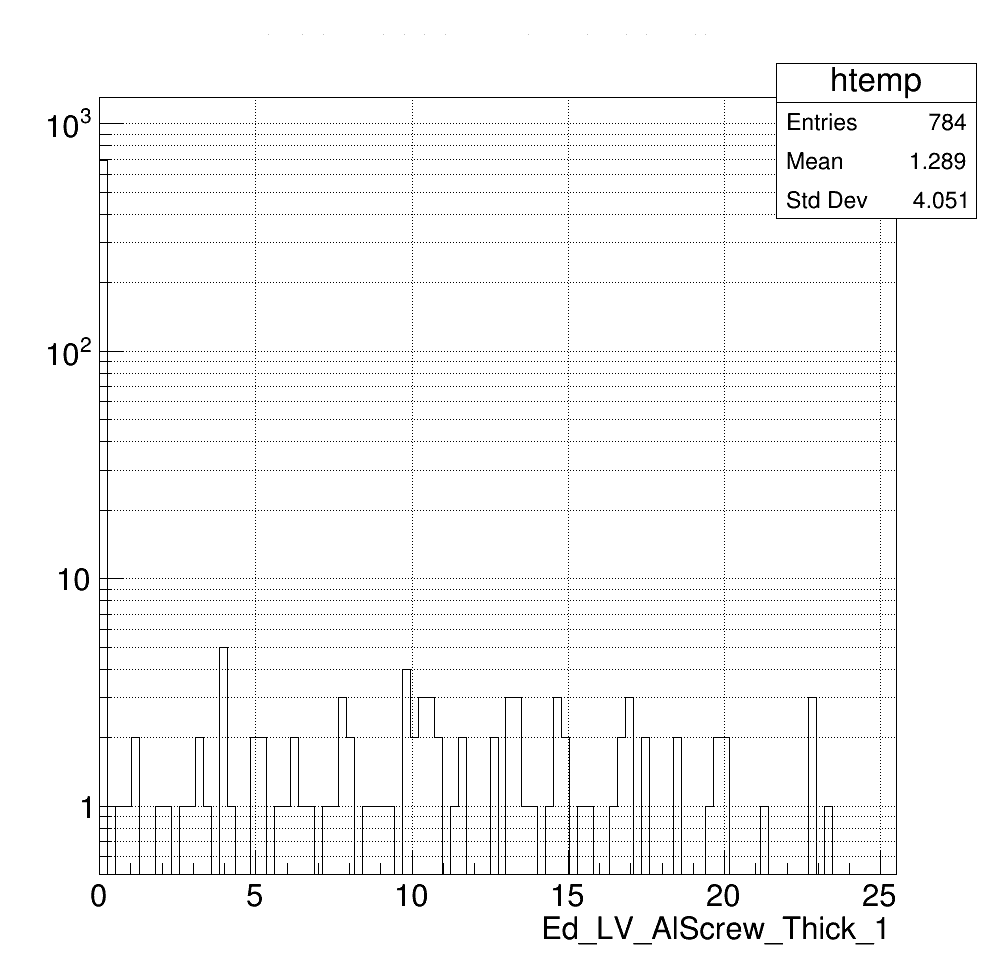 htemp
Entries 784
Mean 1.289
Std Dev 4.051
10³
10²
10
1
0 5 10 15 20 25
Ed_LV_AlScrew_Thick_1